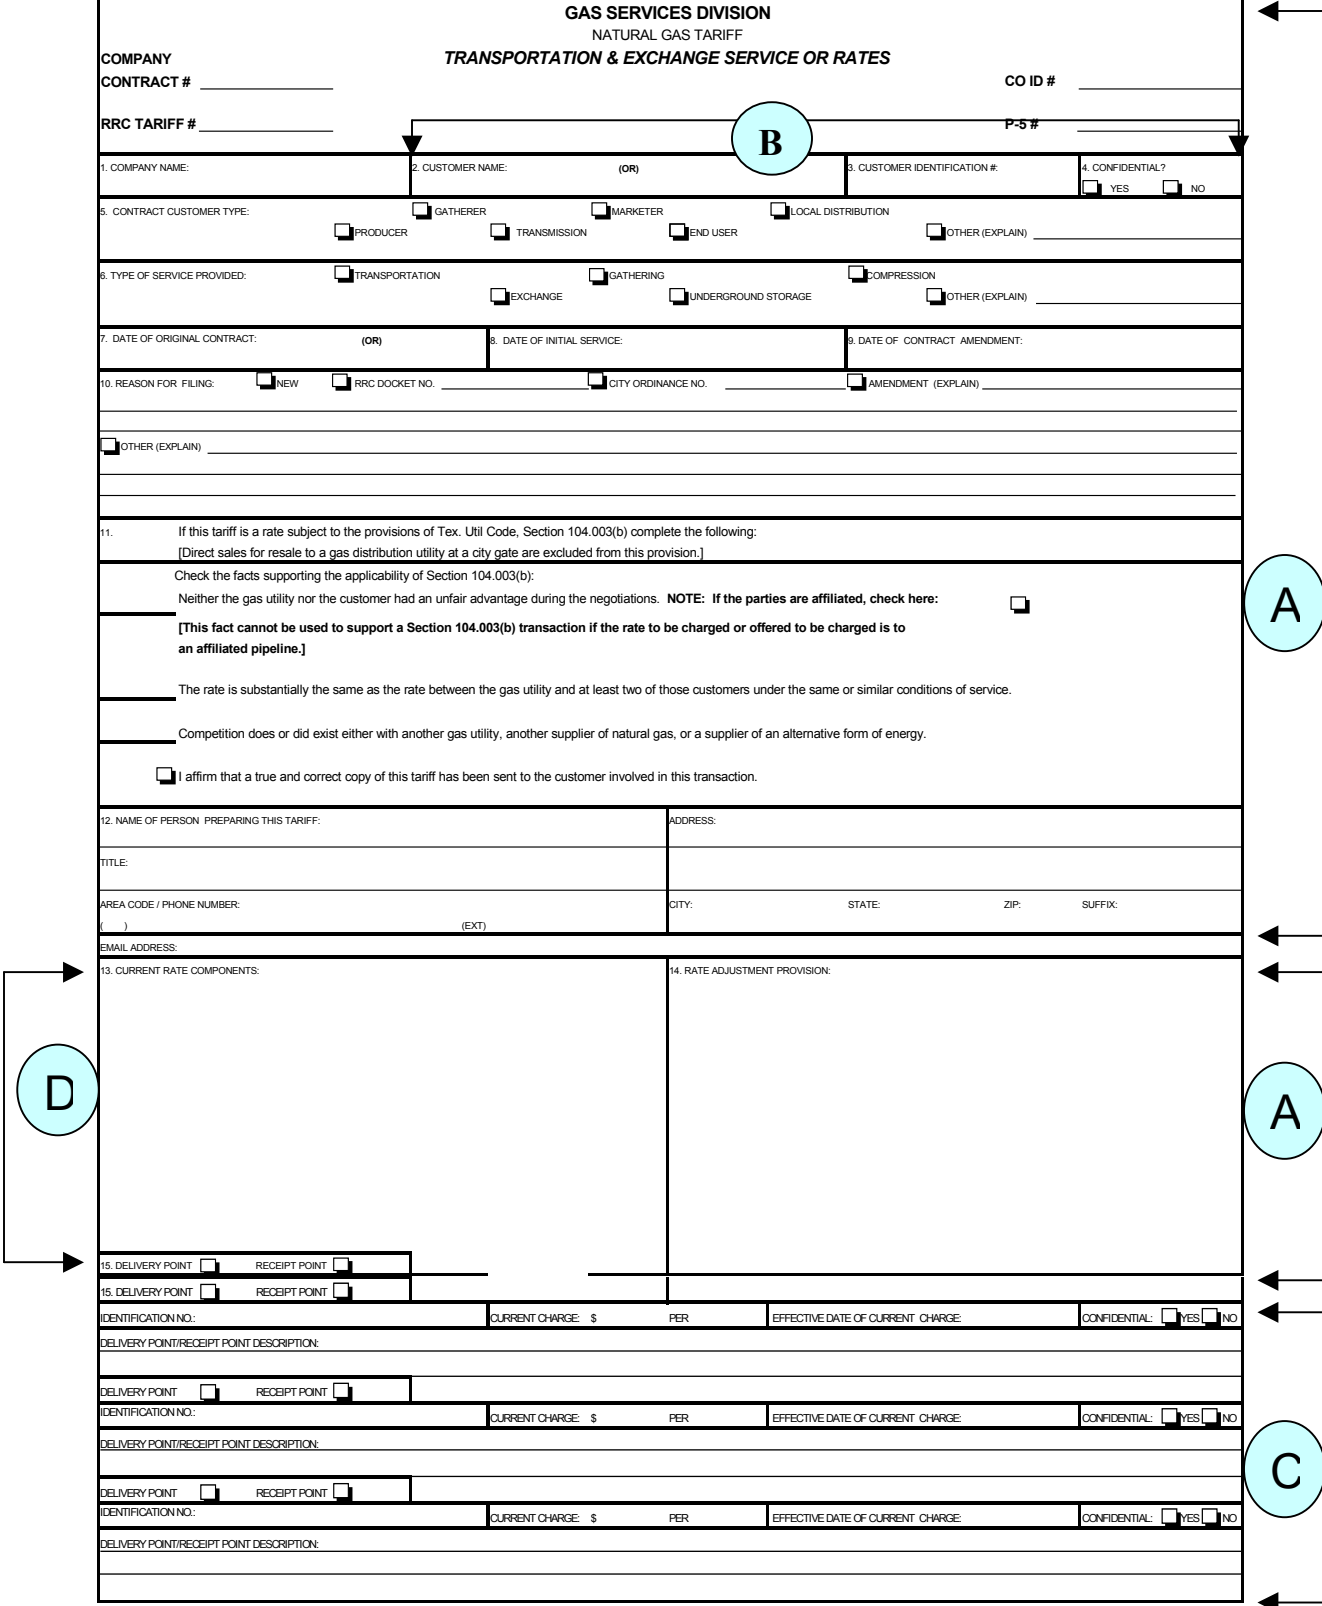 GAS SERVICES DIVISION
NATURAL GAS TARIFF
COMPANY TRANSPORTATION & EXCHANGE SERVICE OR RATES
CONTRACT # CO ID #
RRC TARIFF # P-5 #
B
1. COMPANY NAME: 2. CUSTOMER NAME: (OR) 3. CUSTOMER IDENTIFICATION #: 4. CONFIDENTIAL?
YES NO
5. CONTRACT CUSTOMER TYPE: GATHERER MARKETER LOCAL DISTRIBUTION
PRODUCER TRANSMISSION END USER OTHER (EXPLAIN)
6. TYPE OF SERVICE PROVIDED: TRANSPORTATION GATHERING COMPRESSION
EXCHANGE UNDERGROUND STORAGE OTHER (EXPLAIN)
7. DATE OF ORIGINAL CONTRACT: (OR) 8. DATE OF INITIAL SERVICE: 9. DATE OF CONTRACT AMENDMENT:
10. REASON FOR FILING: NEW RRC DOCKET NO. CITY ORDINANCE NO. AMENDMENT (EXPLAIN)
OTHER (EXPLAIN)
11. If this tariff is a rate subject to the provisions of Tex. Util Code, Section 104.003(b) complete the following:
[Direct sales for resale to a gas distribution utility at a city gate are excluded from this provision.]
Check the facts supporting the applicability of Section 104.003(b):
Neither the gas utility nor the customer had an unfair advantage during the negotiations. NOTE: If the parties are affiliated, check here:
A
[This fact cannot be used to support a Section 104.003(b) transaction if the rate to be charged or offered to be charged is to
an affiliated pipeline.]
The rate is substantially the same as the rate between the gas utility and at least two of those customers under the same or similar conditions of service.
Competition does or did exist either with another gas utility, another supplier of natural gas, or a supplier of an alternative form of energy.
I affirm that a true and correct copy of this tariff has been sent to the customer involved in this transaction.
12. NAME OF PERSON PREPARING THIS TARIFF: ADDRESS:
TITLE:
AREA CODE / PHONE NUMBER: CITY: STATE: ZIP: SUFFIX:
( ) (EXT)
EMAIL ADDRESS:
13. CURRENT RATE COMPONENTS: 14. RATE ADJUSTMENT PROVISION:
D
A
15. DELIVERY POINT RECEIPT POINT
15. DELIVERY POINT RECEIPT POINT
IDENTIFICATION NO.: CURRENT CHARGE: $ PER EFFECTIVE DATE OF CURRENT CHARGE: CONFIDENTIAL: YES NO
DELIVERY POINT/RECEIPT POINT DESCRIPTION:
DELIVERY POINT RECEIPT POINT
IDENTIFICATION NO.: CURRENT CHARGE: $ PER EFFECTIVE DATE OF CURRENT CHARGE: CONFIDENTIAL: YES NO
DELIVERY POINT/RECEIPT POINT DESCRIPTION:
C
DELIVERY POINT RECEIPT POINT
IDENTIFICATION NO.: CURRENT CHARGE: $ PER EFFECTIVE DATE OF CURRENT CHARGE: CONFIDENTIAL: YES NO
DELIVERY POINT/RECEIPT POINT DESCRIPTION: